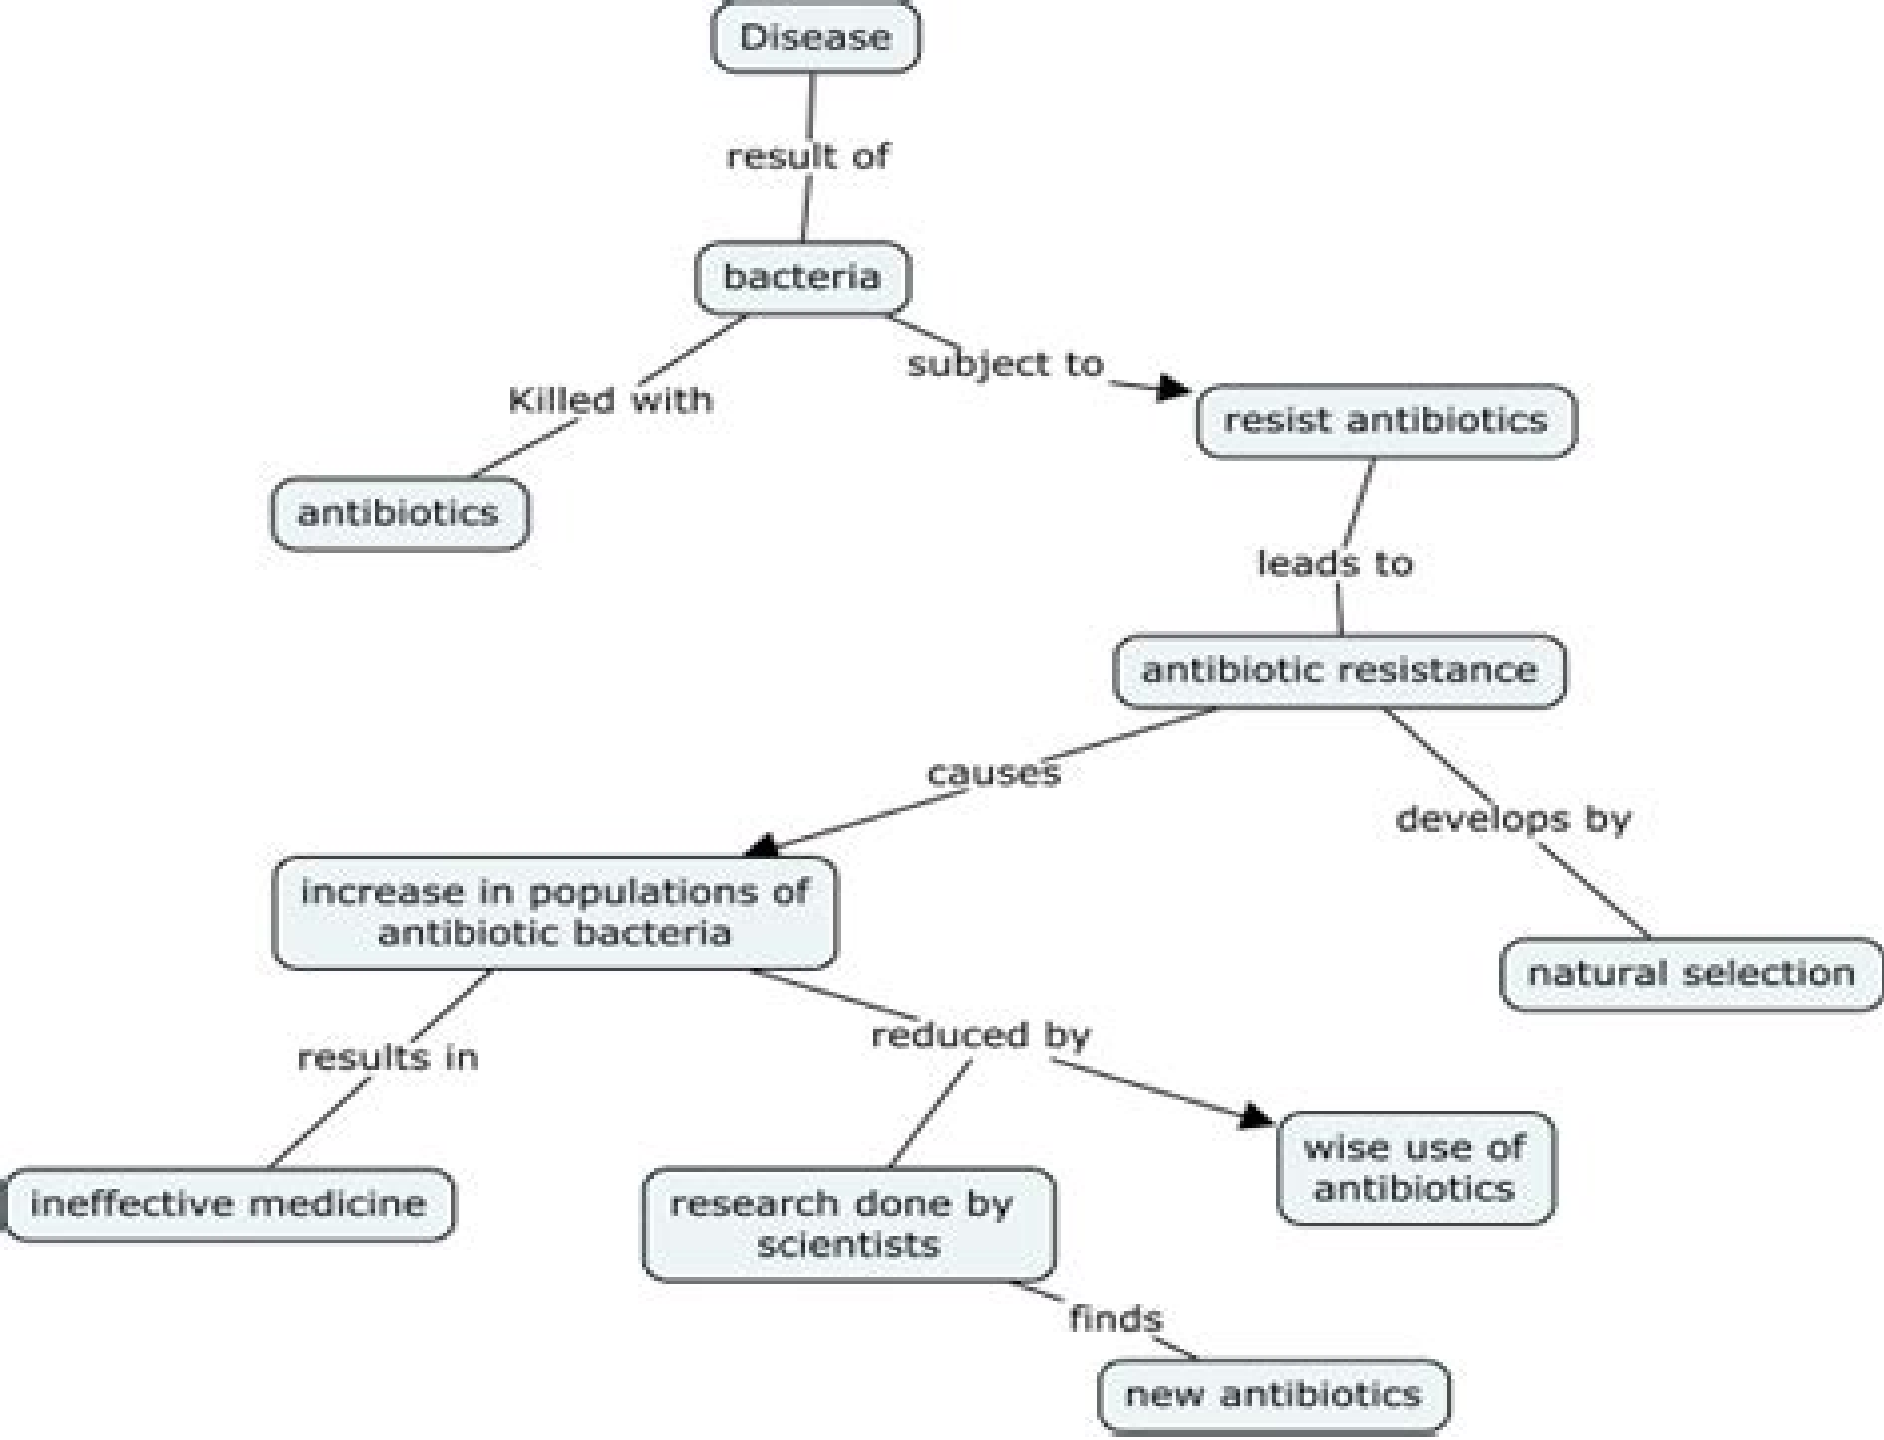 Disease
result of
bacteria
subject to
Killed with
resist antibiotics
antibiotics
leads to
antibiotic resistance
causes
develops by
increase in populations of
antibiotic bacteria
natural selection
reduced by
results in
wise use of
antibiotics
ineffective medicine
research done by
scientists
finds
new antibiotics